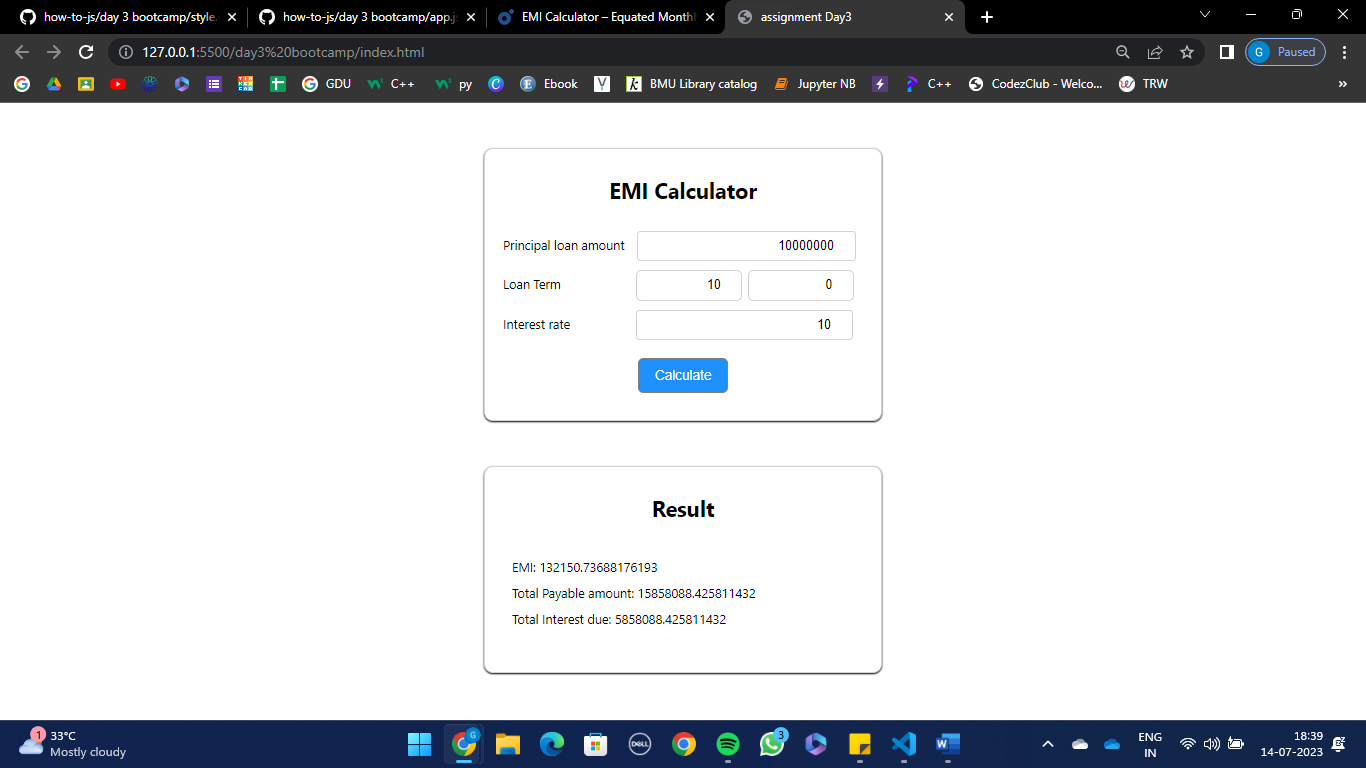 how-to-js/day 3 bootcamp/style.
how-to-js/day 3 bootcamp/app.js
EMI Calculator – Equated Month
assignment Day3
127.0.0.1:5500/day3%20bootcamp/index.html
G Paused
GDU
C++
py
Ebook
BMU Library catalog
Jupyter NB
C++
CodezClub - Welco...
TRW
»
EMI Calculator
Principal loan amount 10000000
Loan Term 10 0
Interest rate 10
Calculate
Result
EMI: 132150.73688176193
Total Payable amount: 15858088.425811432
Total Interest due: 5858088.425811432
1
33°C
Mostly cloudy
G
DELL
3
ENG
IN
18:39
14-07-2023